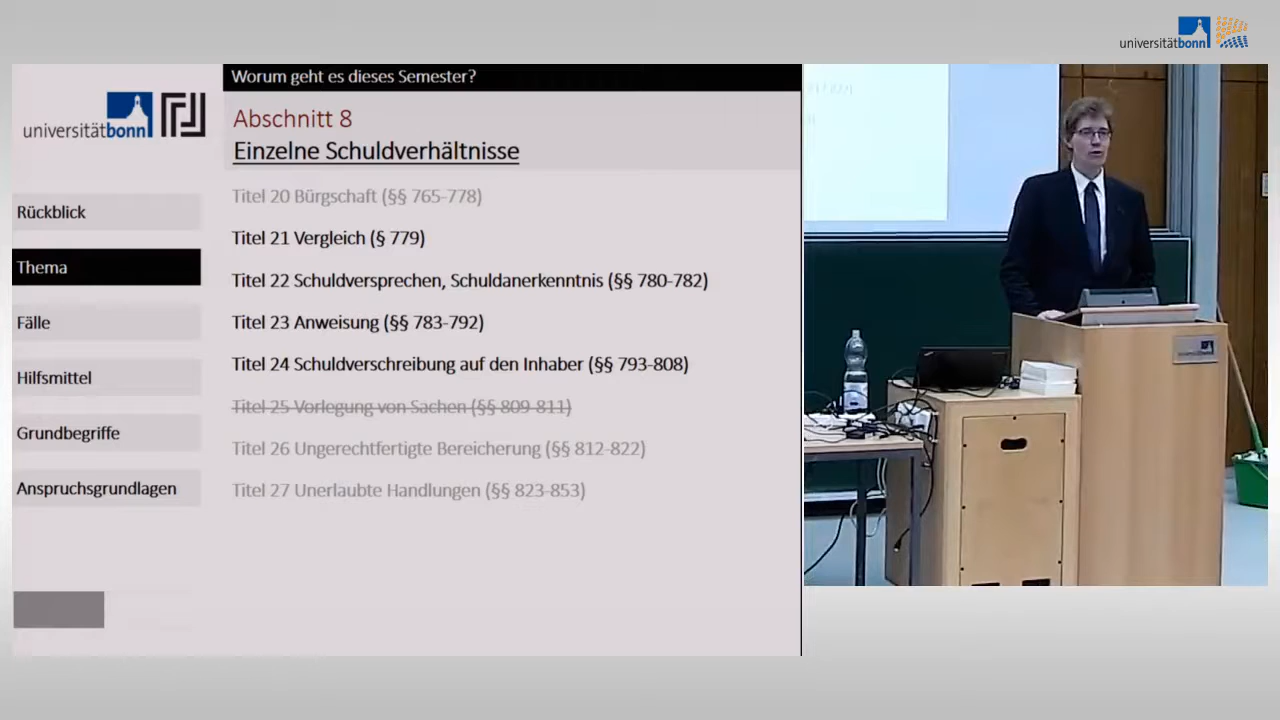 universitätbonn
Worum geht es dieses Semester?
universitätbonn
Abschnitt 8
Einzelne Schuldverhältnisse
Rückblick
Thema
Fälle
Hilfsmittel
Grundbegriffe
Anspruchsgrundlagen
Titel 20 Bürgschaft (§§ 765-778)
Titel 21 Vergleich (§ 779)
Titel 22 Schuldversprechen, Schuldanerkenntnis (§§ 780-782)
Titel 23 Anweisung (§§ 783-792)
Titel 24 Schuldverschreibung auf den Inhaber (§§ 793-808)
Titel 25 Vorlegung von Sachen (§§ 809-811)
Titel 26 Ungerechtfertigte Bereicherung (§§ 812-822)
Titel 27 Unerlaubte Handlungen (§§ 823-853)